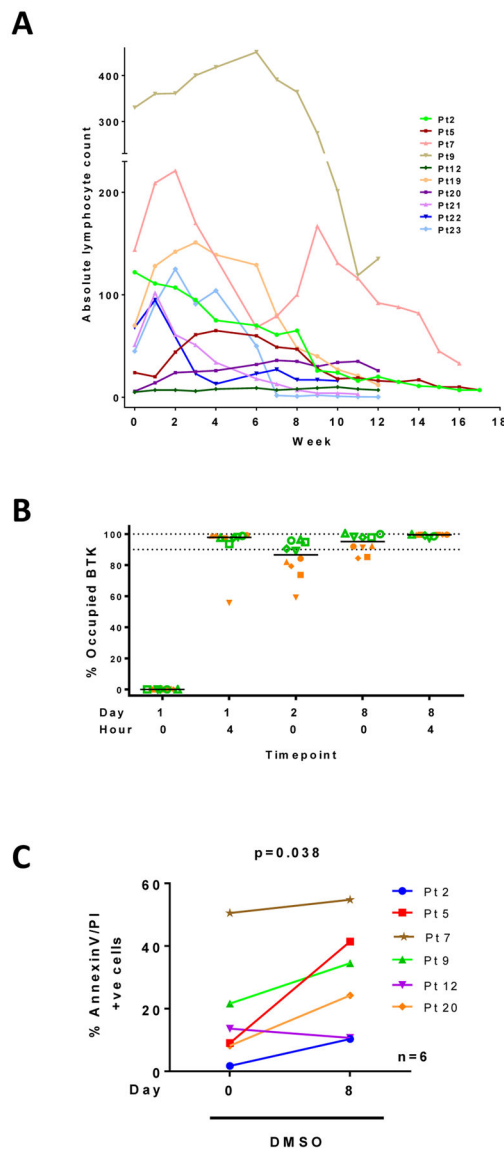 A
Absolute lymphocyte count
400
300
200
100
0
0 2 4 6 8 10 12 14 16 18
Week
Pt2
Pt5
Pt7
Pt9
Pt12
Pt19
Pt20
Pt21
Pt22
Pt23
B
% Occupied BTK
100
80
60
40
20
0
Day 1 1 2 8 8
Hour 0 4 0 0 4
Timepoint
C
p=0.038
% AnnexinV/PI
+ve cells
60
40
20
0
Pt 2
Pt 5
Pt 7
Pt 9
Pt 12
Pt 20
n=6
Day 0 8
DMSO